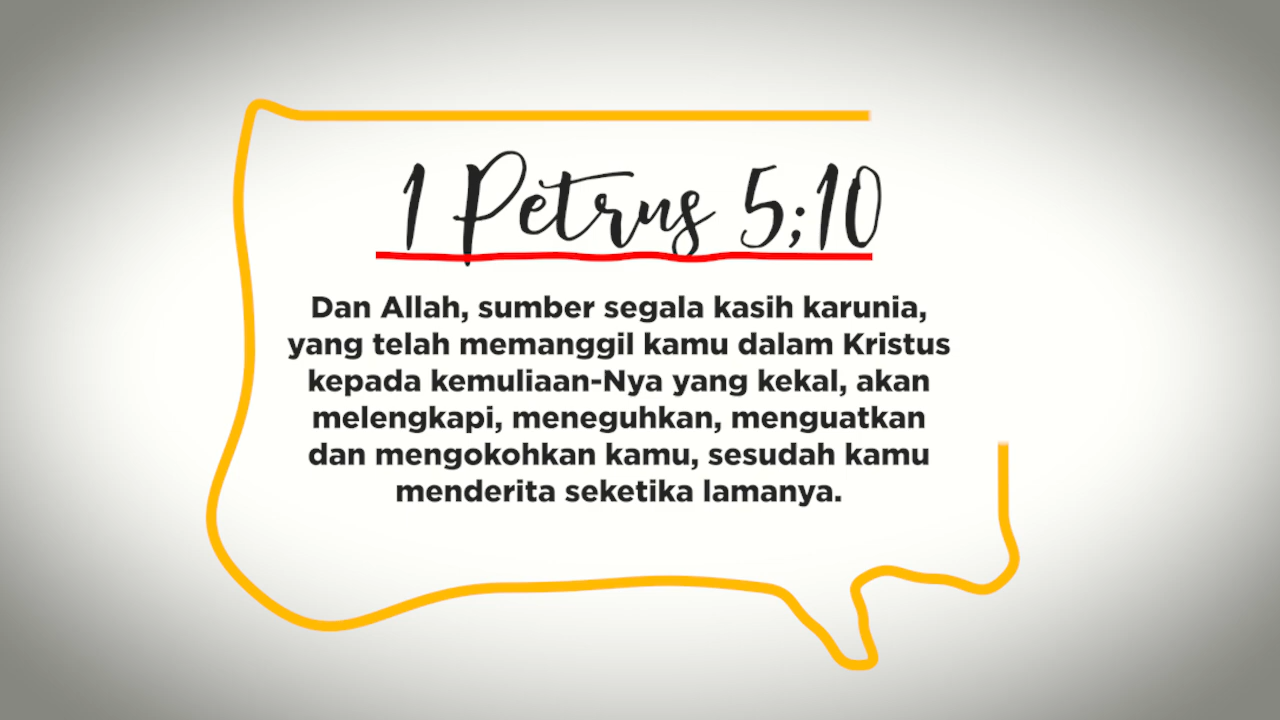 1 Petrus 5;10
Dan Allah, sumber segala kasih karunia,
yang telah memanggil kamu dalam Kristus
kepada kemuliaan-Nya yang kekal, akan
melengkapi, meneguhkan, menguatkan
dan mengokohkan kamu, sesudah kamu
menderita seketika lamanya.